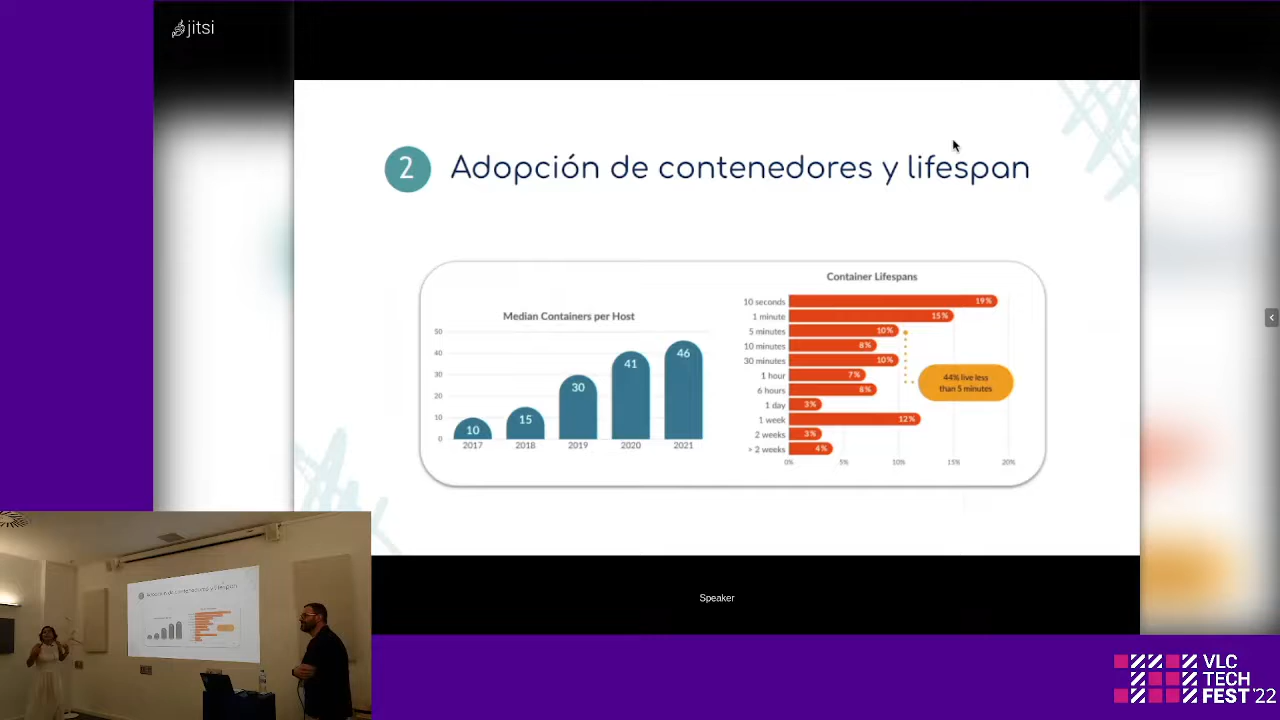 jitsi
2 Adopción de contenedores y lifespan
Median Containers per Host
50
40
30
20
10
0
10
15
30
41
46
2017 2018 2019 2020 2021
Container Lifespans
10 seconds 19%
1 minute 15%
5 minutes 10%
10 minutes 8%
30 minutes 10%
1 hour 7%
6 hours 8%
1 day 3%
1 week 12%
2 weeks 3%
> 2 weeks 4%
0% 5% 10% 15% 20%
44% live less
than 5 minutes
Adopción de contenedores y lifespan
Speaker
VLC
TECH
FEST'22